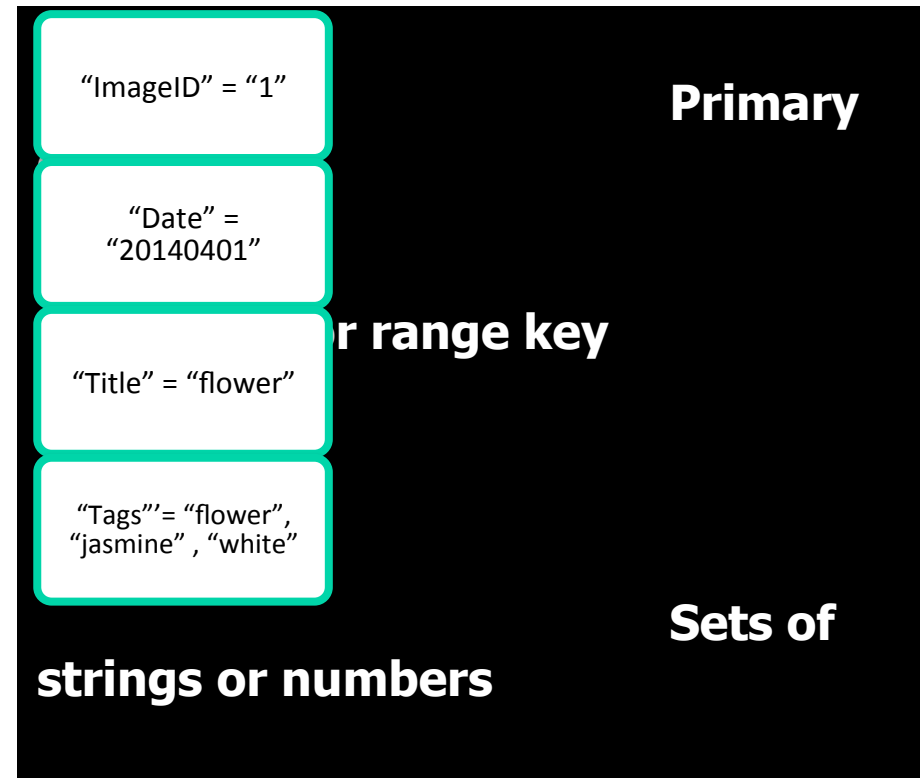 “ImageID” = “1”
Primary
“Date” =
“20140401”
r range key
“Title” = “flower”
“Tags”’= “flower”,
“jasmine” , “white”
Sets of
strings or numbers